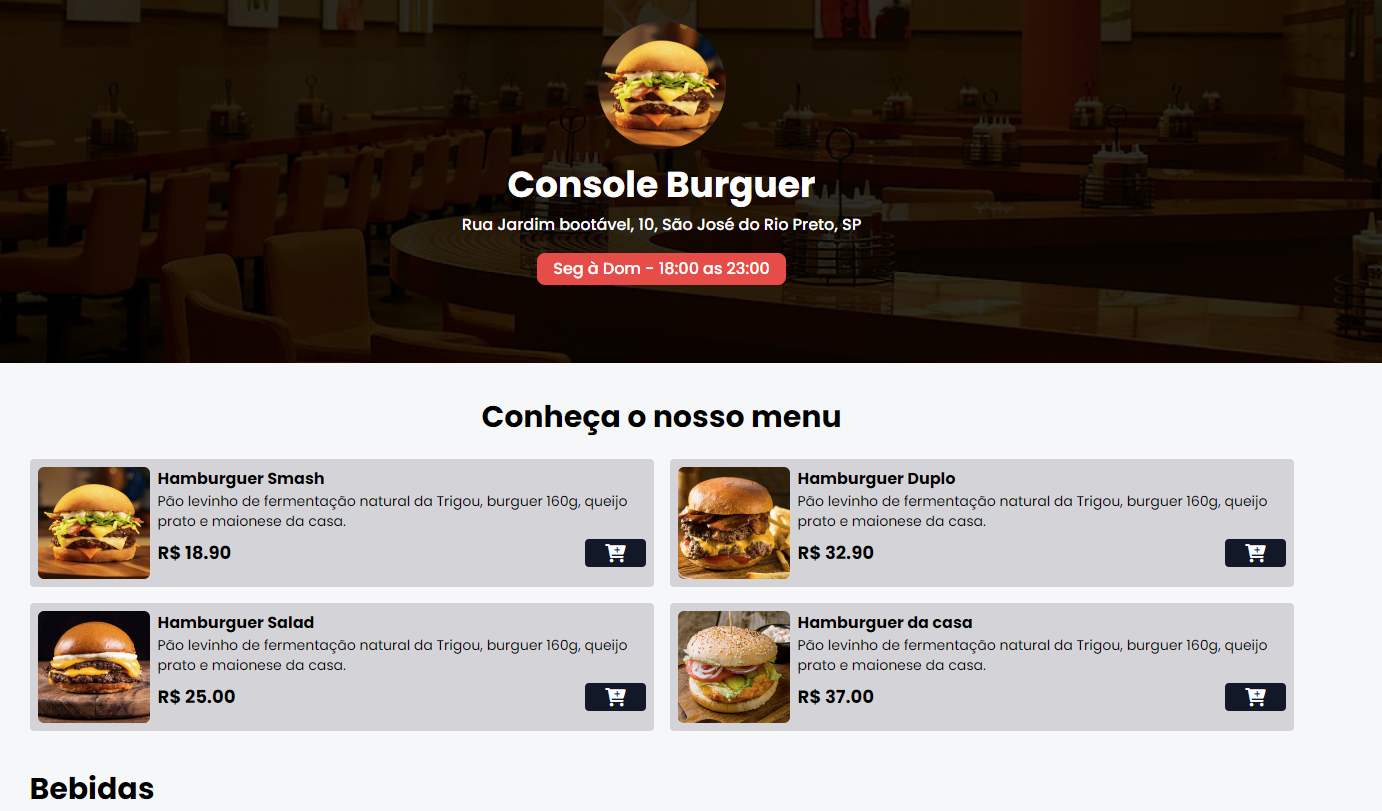 Console Burguer
Rua Jardim bootável, 10, São José do Rio Preto, SP
Seg à Dom - 18:00 as 23:00
Conheça o nosso menu
Hamburguer Smash
Pão levinho de fermentação natural da Trigou, burguer 160g, queijo
prato e maionese da casa.
R$ 18.90
Hamburguer Duplo
Pão levinho de fermentação natural da Trigou, burguer 160g, queijo
prato e maionese da casa.
R$ 32.90
Hamburguer Salad
Pão levinho de fermentação natural da Trigou, burguer 160g, queijo
prato e maionese da casa.
R$ 25.00
Hamburguer da casa
Pão levinho de fermentação natural da Trigou, burguer 160g, queijo
prato e maionese da casa.
R$ 37.00
Bebidas